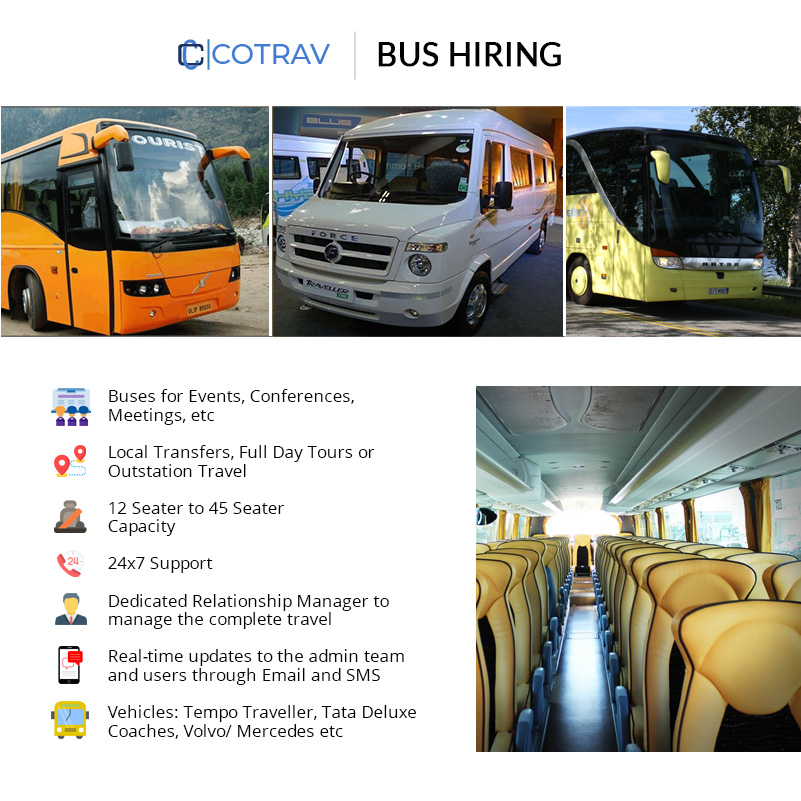 COTRAV
BUS HIRING
OURIST
BLUE
FORCE
TRAVELLER
Buses for Events, Conferences,
Meetings, etc
Local Transfers, Full Day Tours or
Outstation Travel
12 Seater to 45 Seater
Capacity
24
24x7 Support
Dedicated Relationship Manager to
manage the complete travel
Real-time updates to the admin team
and users through Email and SMS
Vehicles: Tempo Traveller, Tata Deluxe
Coaches, Volvo/ Mercedes etc